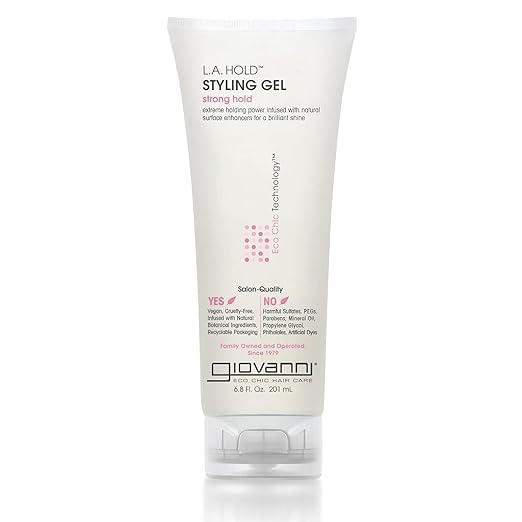 L.A. HOLD™
STYLING GEL
strong hold
extreme holding power infused with natural
surface enhancers for a brilliant shine
Eco Chic Technology™
Salon-Quality
YES
Vegan, Cruelty-Free,
Infused with Natural
Botanical Ingredients,
Recyclable Packaging
NO
Harmful Sulfates, PEGs,
Parabens, Mineral Oil,
Propylene Glycol,
Phthalates, Artificial Dyes
Family Owned and Operated
Since 1979
giovanni
ECO CHIC HAIR CARE
6.8 Fl. Oz. 201 mL